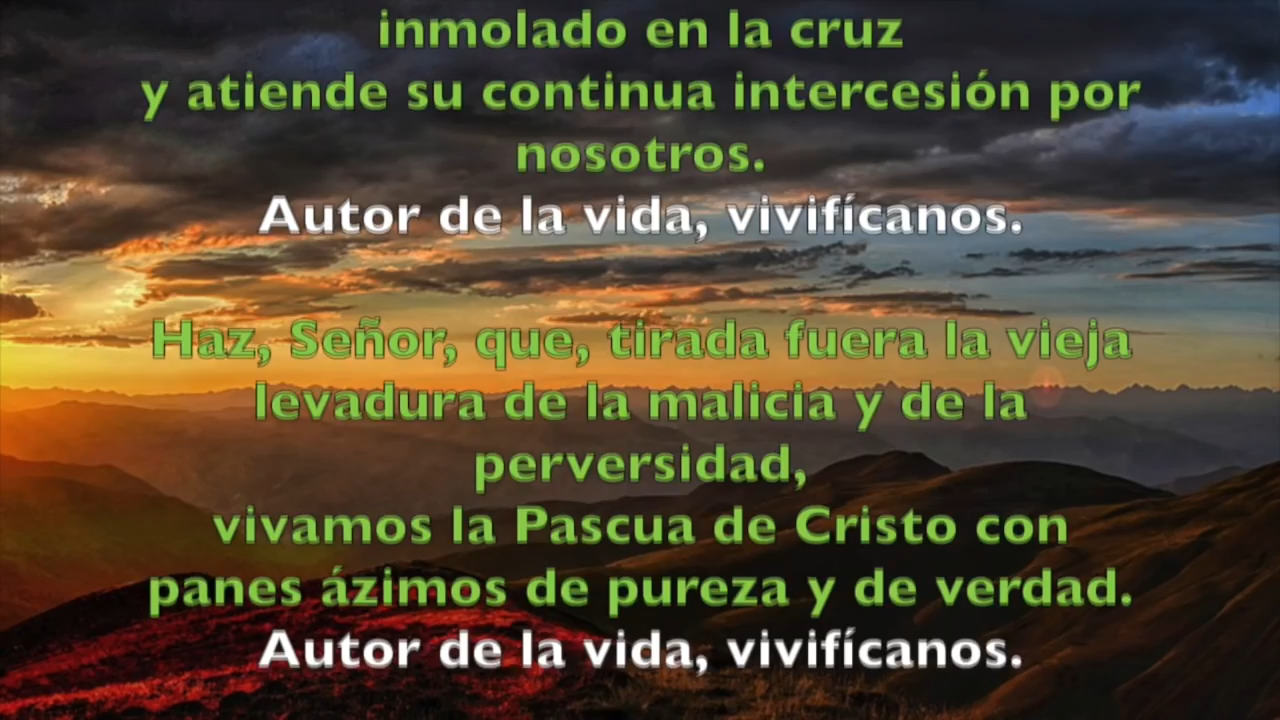 inmolado en la cruz
y atiende su continua intercesión por
nosotros.
Autor de la vida, vivifícanos.
Haz, Señor, que, tirada fuera la vieja
levadura de la malicia y de la
perversidad,
vivamos la Pascua de Cristo con
panes ázimos de pureza y de verdad.
Autor de la vida, vivifícanos.